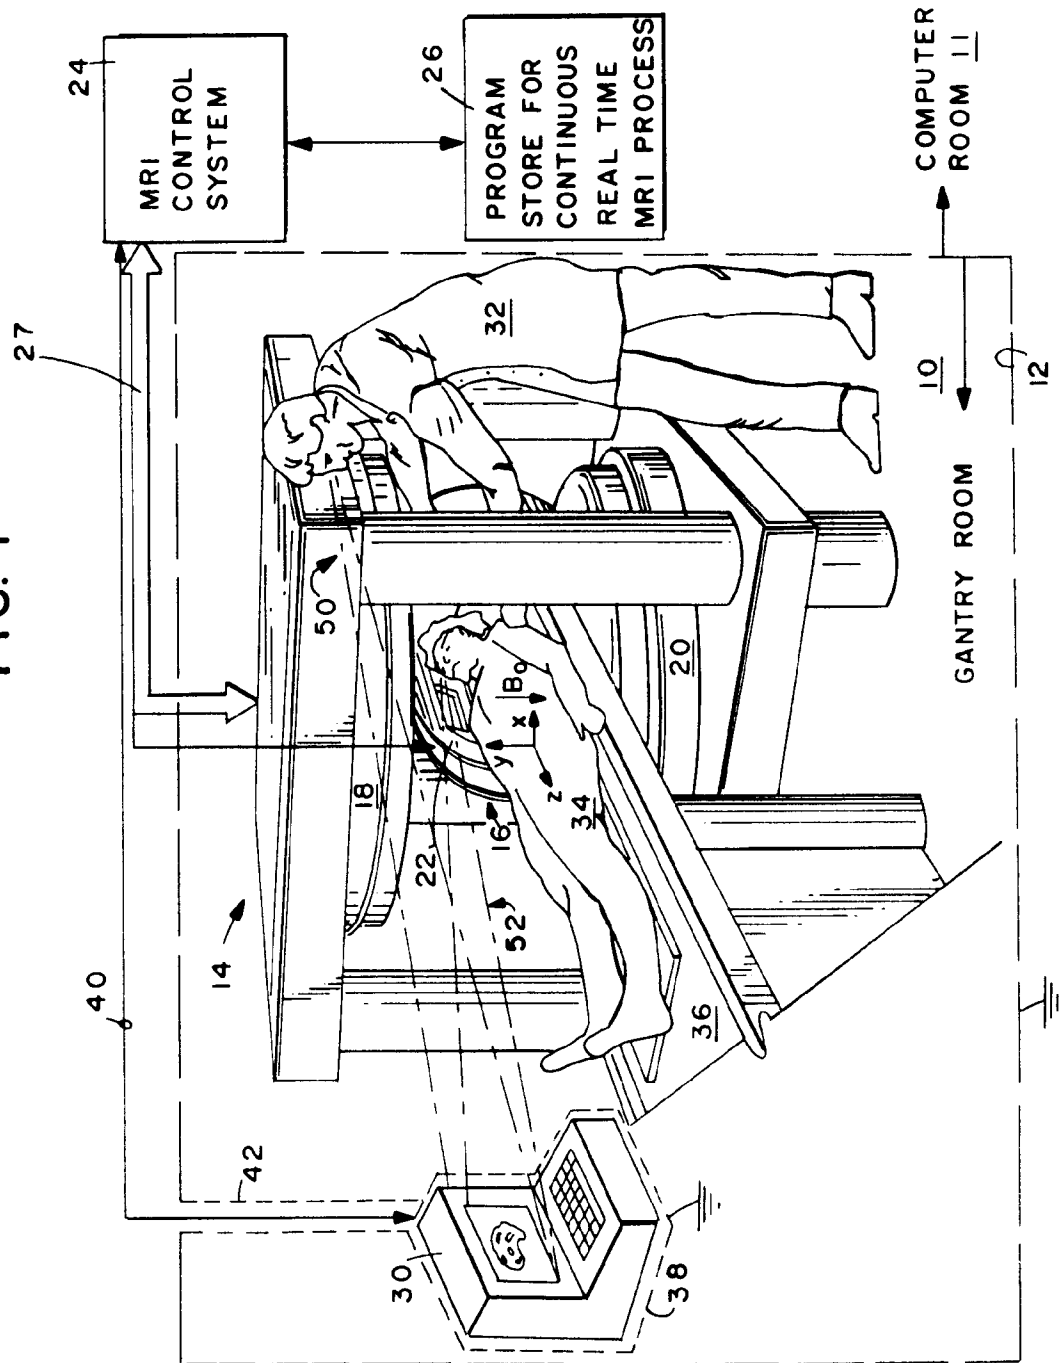 FIG. 1
24
MRI
CONTROL
SYSTEM
26
PROGRAM
STORE FOR
CONTINUOUS
REAL TIME
MRI PROCESS
COMPUTER
ROOM 11
27
40
14
50
18
32
10
12
GANTRY ROOM
20
22
16
52
B₀
x
y
z
34
36
42
30
38